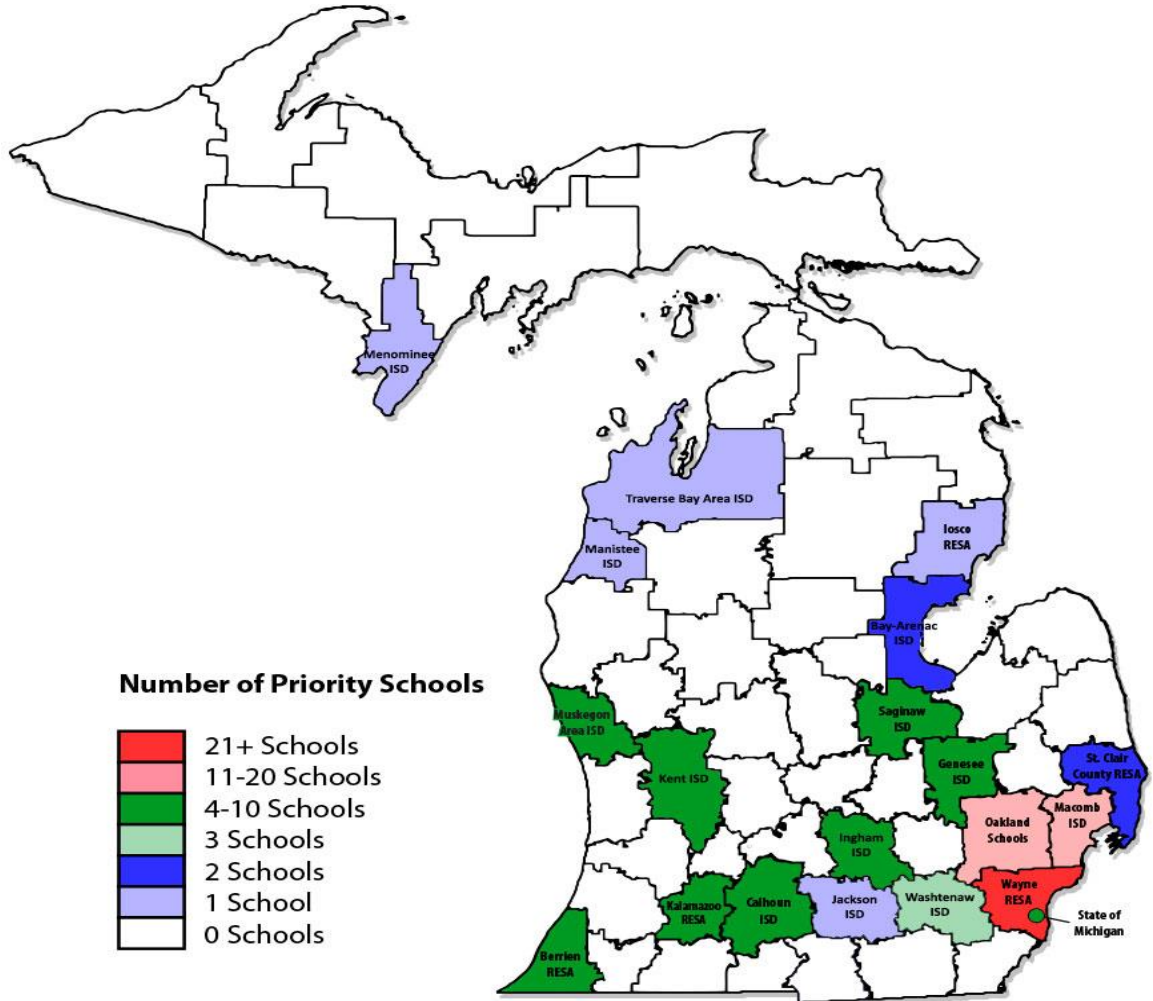 Menominee
ISD
Traverse Bay Area ISD
Manistee
ISD
Iosco
RESA
Bay-Arenac
ISD
Number of Priority Schools
21+ Schools
11-20 Schools
4-10 Schools
3 Schools
2 Schools
1 School
0 Schools
Muskegon
Area ISD
Saginaw
ISD
Kent ISD
Genesee
ISD
St. Clair
County RESA
Oakland
Schools
Macomb
ISD
Ingham
ISD
Wayne
RESA
Kalamazoo
RESA
Calhoun
ISD
Jackson
ISD
Washtenaw
ISD
State of
Michigan
Berrien
RESA